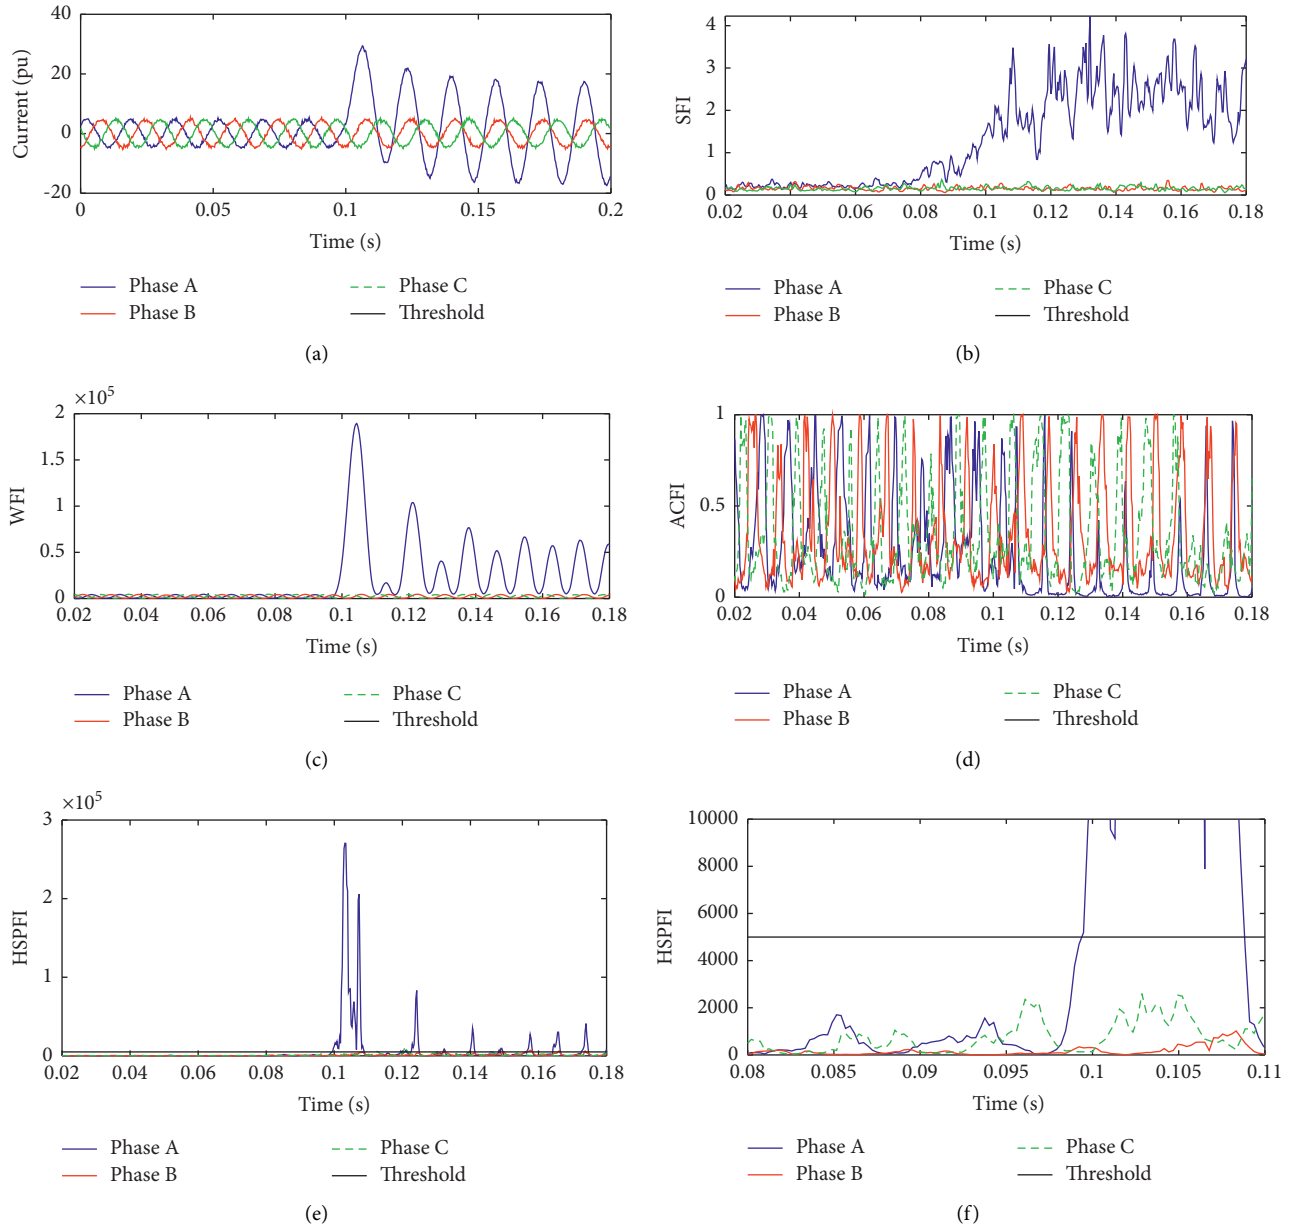 40
20
0
-20
Current (pu)
0
0.05
0.1
0.15
0.2
Time (s)
Phase A
Phase B
Phase C
Threshold
(a)
4
3
2
1
0
SFI
0.02
0.04
0.06
0.08
0.1
0.12
0.14
0.16
0.18
Time (s)
Phase A
Phase B
Phase C
Threshold
(b)
×10^5
2
1.5
1
0.5
0
WFI
0.02
0.04
0.06
0.08
0.1
0.12
0.14
0.16
0.18
Time (s)
Phase A
Phase B
Phase C
Threshold
(c)
1
0.5
0
ACFI
0.02
0.04
0.06
0.08
0.1
0.12
0.14
0.16
0.18
Time (s)
Phase A
Phase B
Phase C
Threshold
(d)
×10^5
3
2
1
0
HSPFI
0.02
0.04
0.06
0.08
0.1
0.12
0.14
0.16
0.18
Time (s)
Phase A
Phase B
Phase C
Threshold
(e)
10000
8000
6000
4000
2000
0
HSPFI
0.08
0.085
0.09
0.095
0.1
0.105
0.11
Time (s)
Phase A
Phase B
Phase C
Threshold
(f)